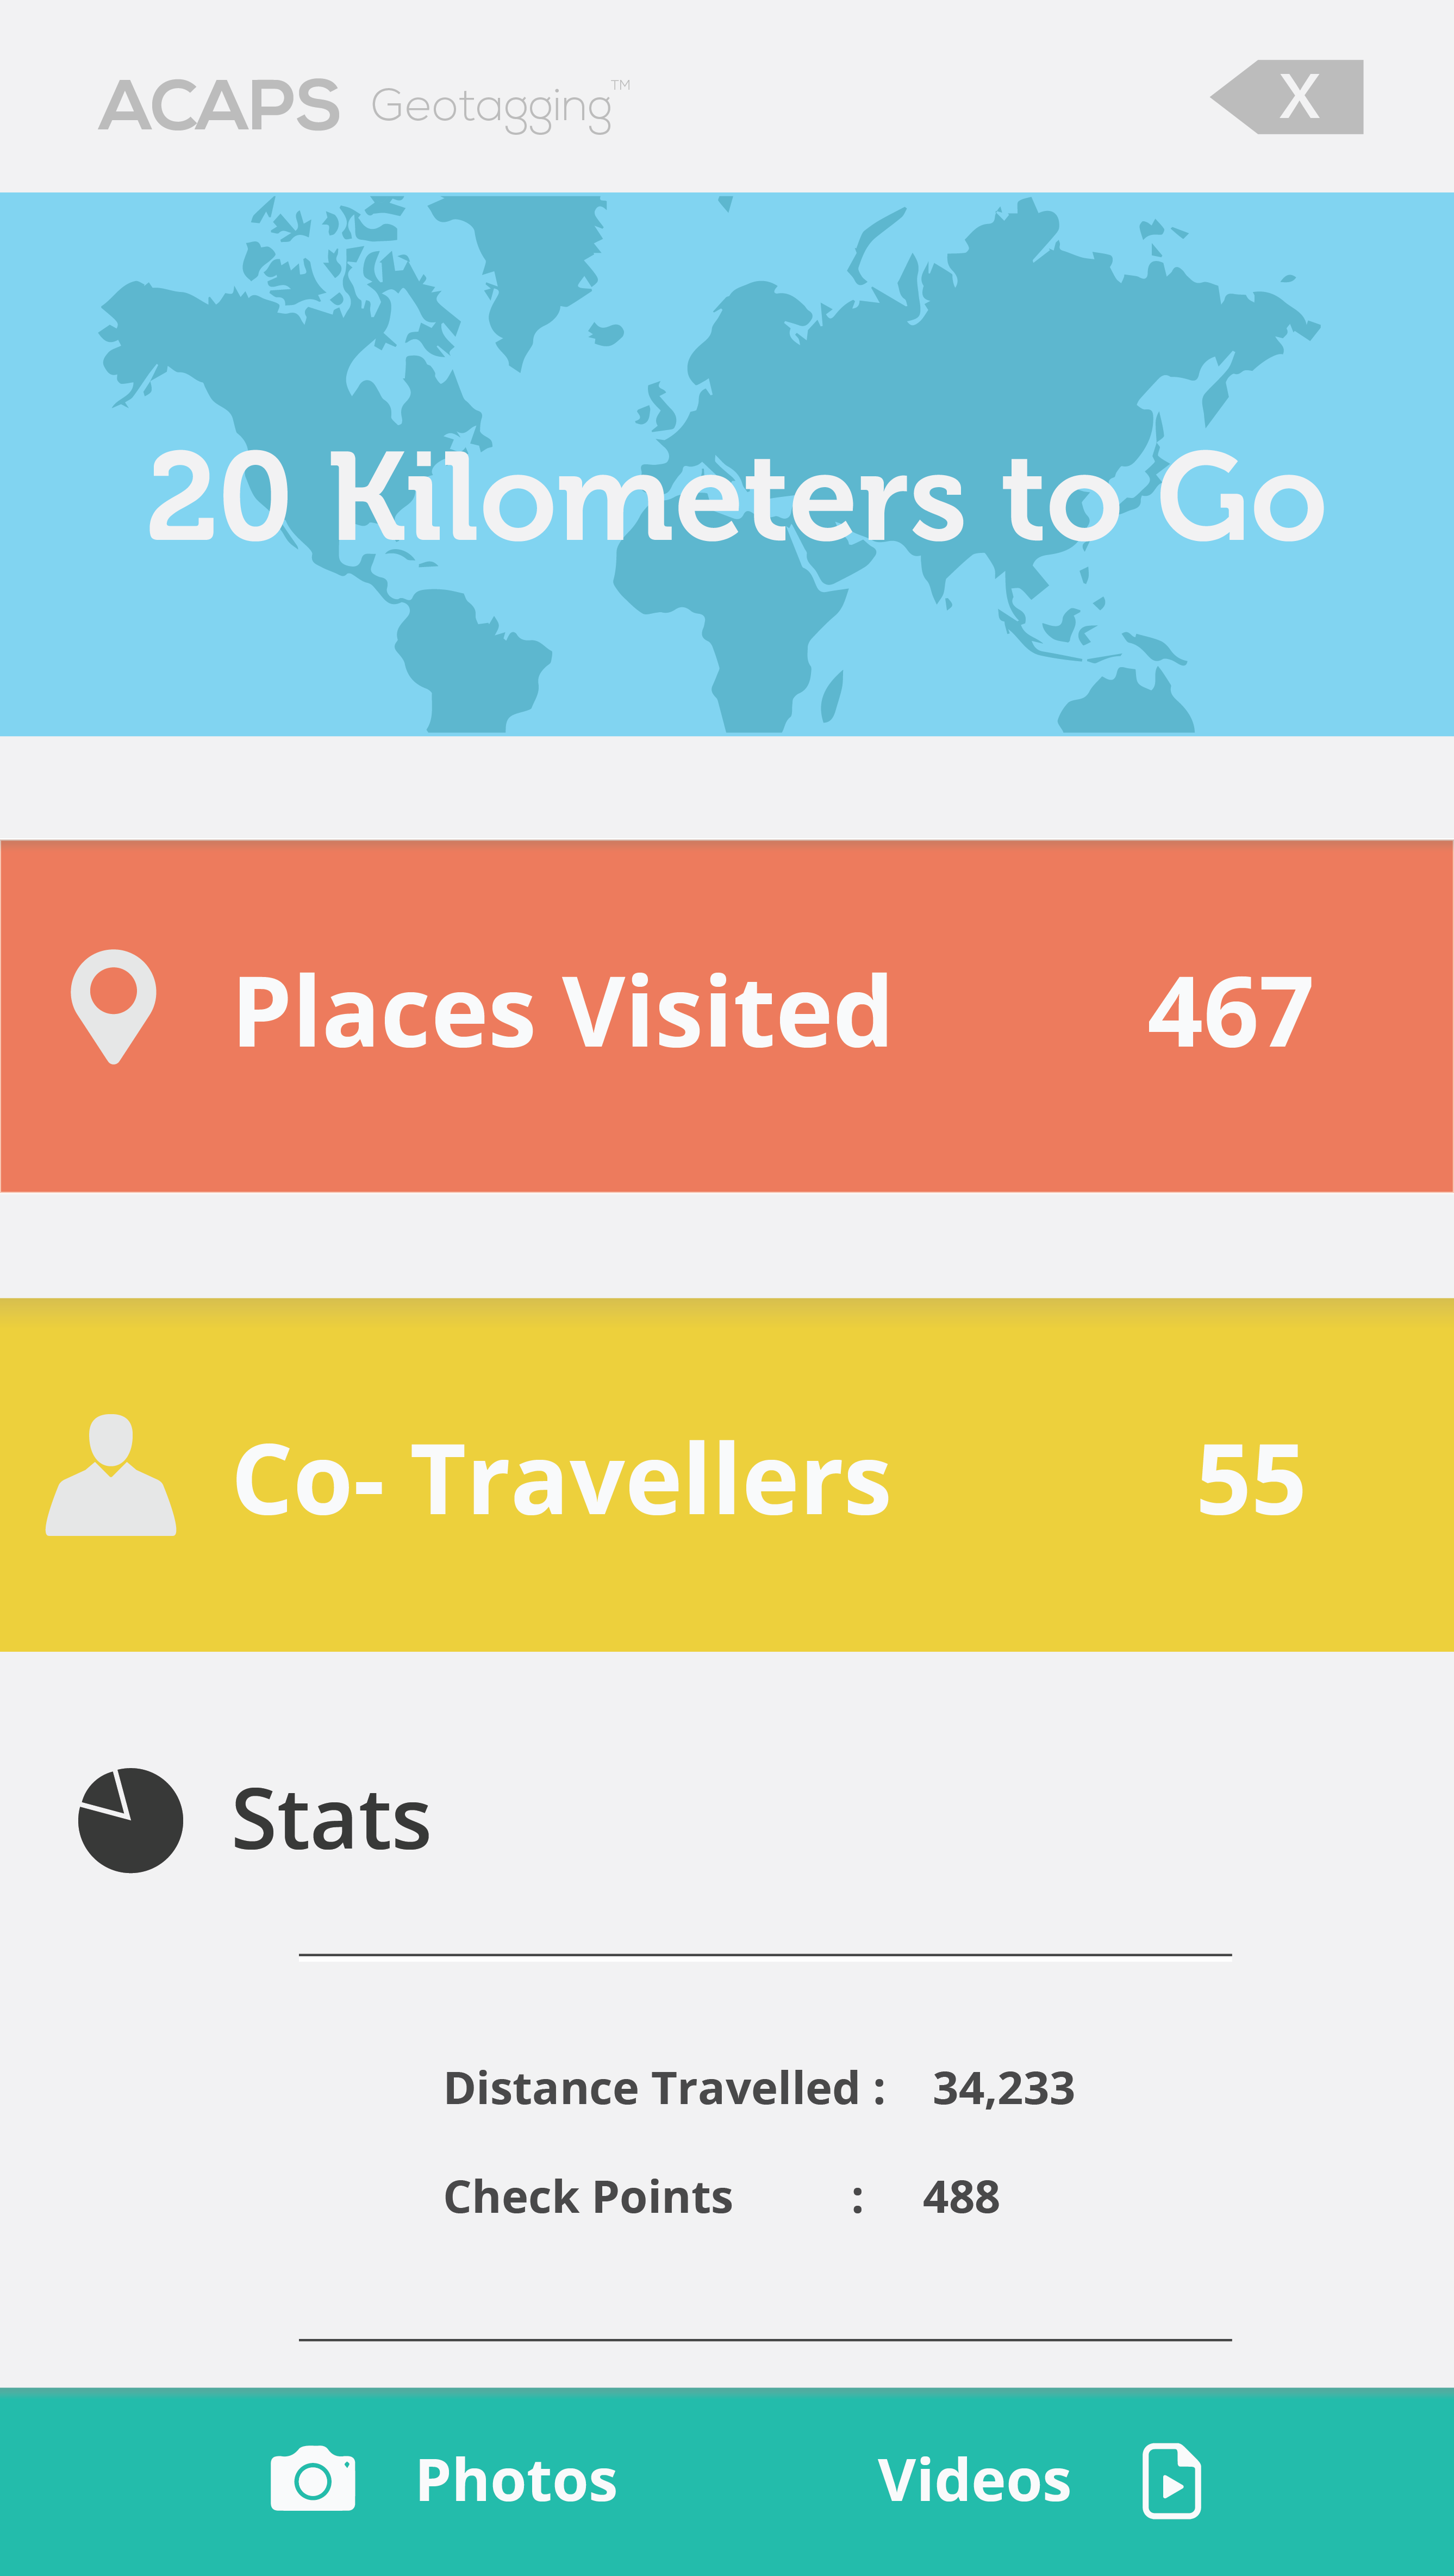 ACAPS Geotagging™ X
20 Kilometers to Go
Places Visited 467
Co- Travellers 55
Stats
Distance Travelled : 34,233
Check Points : 488
Photos Videos